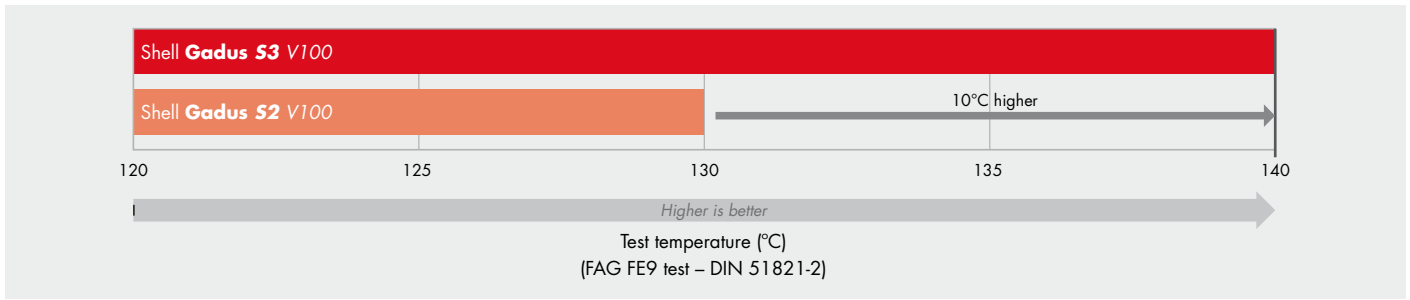 Shell Gadus S3 V100
Shell Gadus S2 V100
10°C higher
120 125 130 135 140
Higher is better
Test temperature (°C)
(FAG FE9 test – DIN 51821-2)